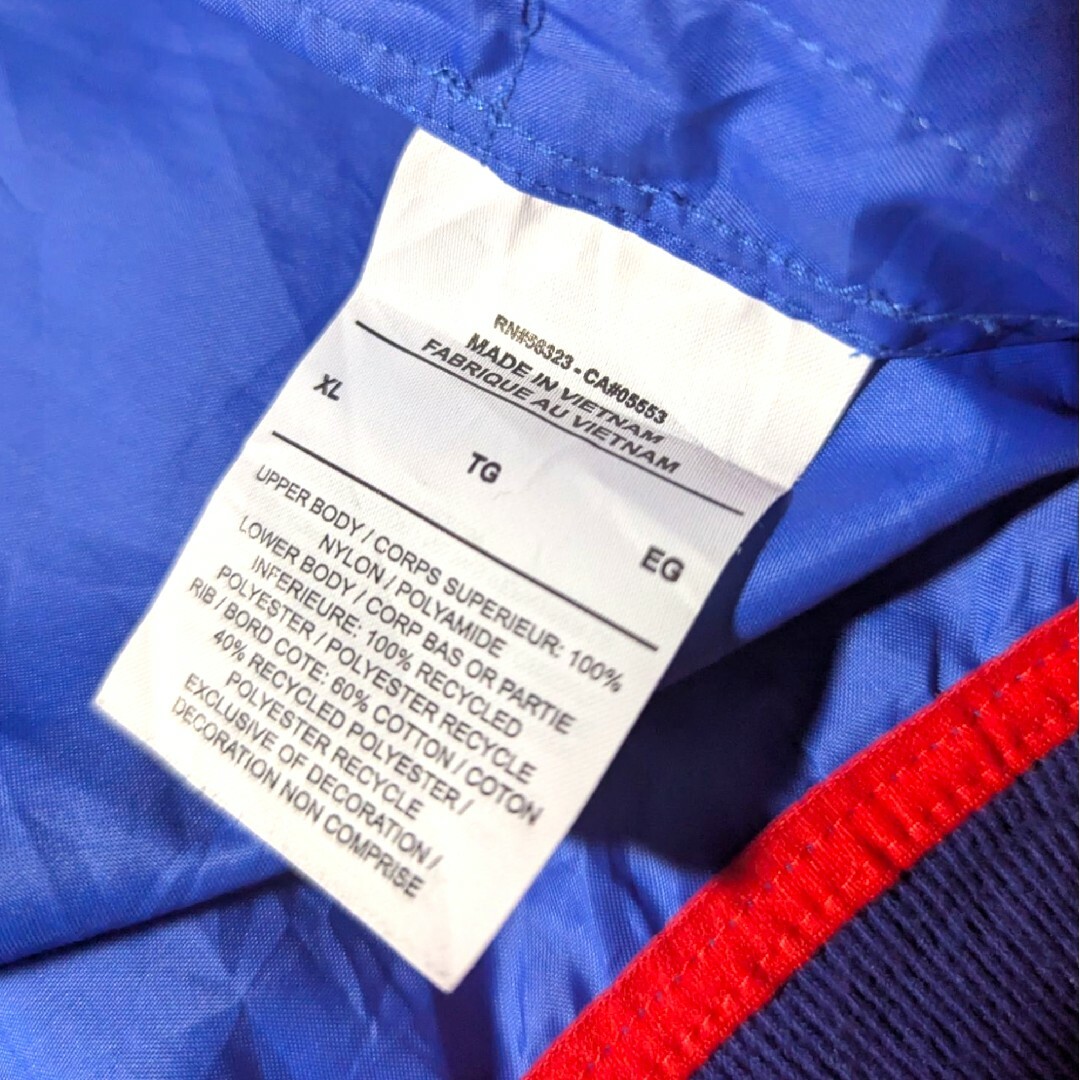 RN#56323 - CA#05553
MADE IN VIETNAM
FABRIQUE AU VIETNAM
XL TG EG
UPPER BODY / CORPS SUPERIEUR: 100%
NYLON / POLYAMIDE
LOWER BODY / CORP BAS OR PARTIE
INFERIEURE: 100% RECYCLED
POLYESTER / POLYESTER RECYCLE
RIB / BORD COTE: 60% COTTON / COTON
40% RECYCLED POLYESTER /
POLYESTER RECYCLE
EXCLUSIVE OF DECORATION /
DECORATION NON COMPRISE